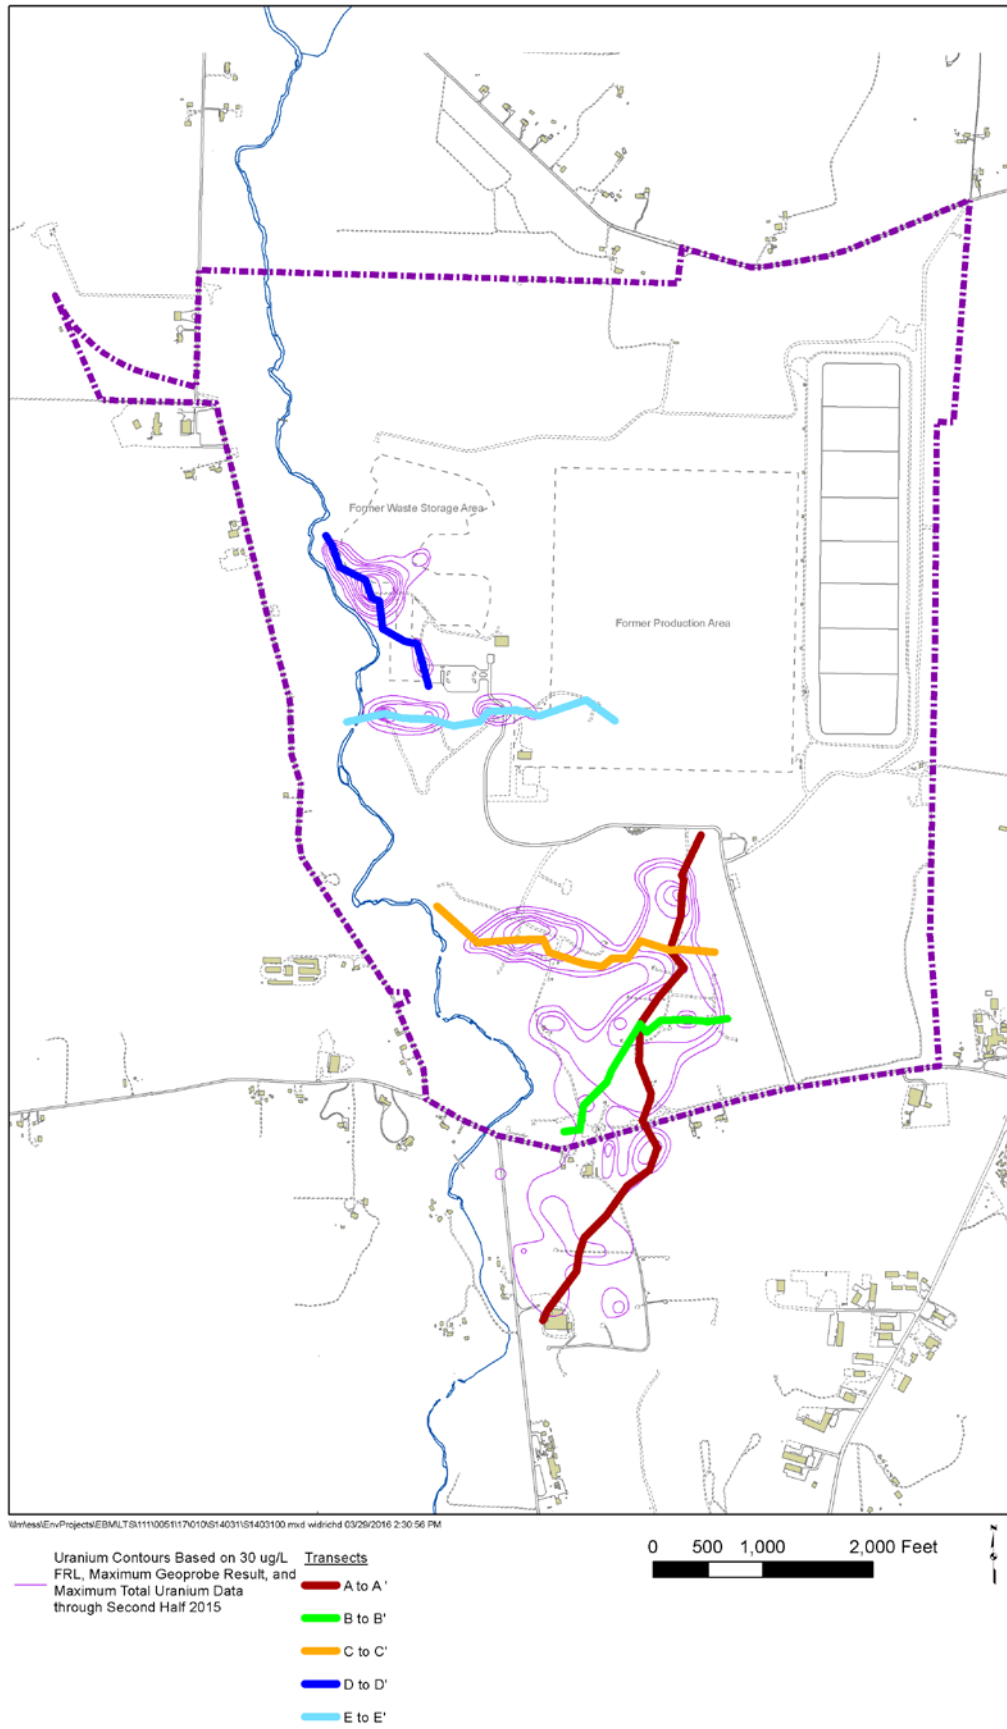 Former Waste Storage Area
Former Production Area
\\lm\ess\EnvProjects\EBM\LTS\111\0051\17\010\S14031\S1403100.mxd widrichd 03/29/2016 2:30:56 PM
Uranium Contours Based on 30 ug/L
FRL, Maximum Geoprobe Result, and
Maximum Total Uranium Data
through Second Half 2015
Transects
A to A '
B to B'
C to C'
D to D'
E to E'
0 500 1,000 2,000 Feet
N